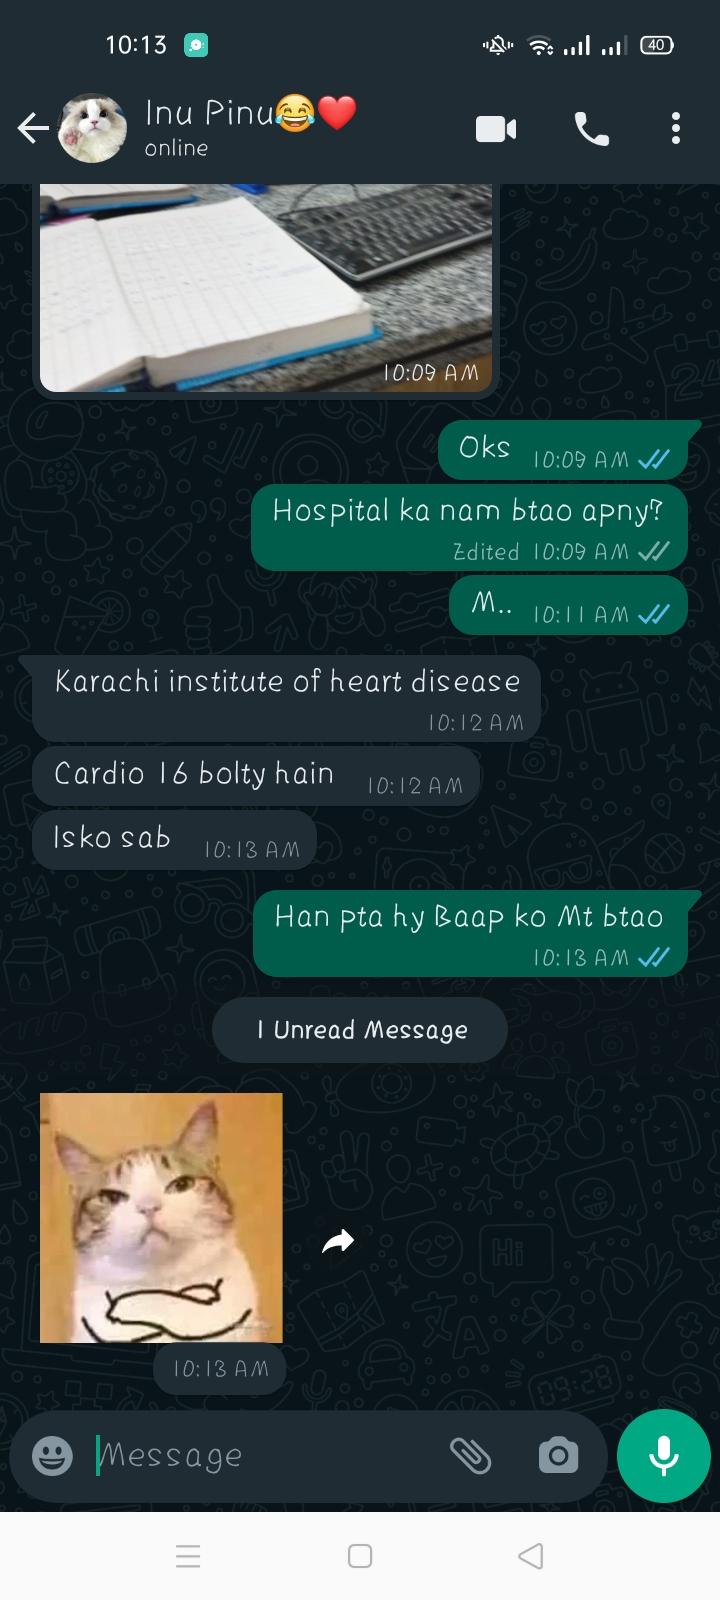 10:13
40
Inu Pinu😂❤️
online
10:09 AM
Oks 10:09 AM
Hospital ka nam btao apny?
Edited 10:09 AM
M.. 10:11 AM
Karachi institute of heart disease
10:12 AM
Cardio 16 bolty hain 10:12 AM
Isko sab 10:13 AM
Han pta hy Baap ko Mt btao
10:13 AM
1 Unread Message
10:13 AM
Message